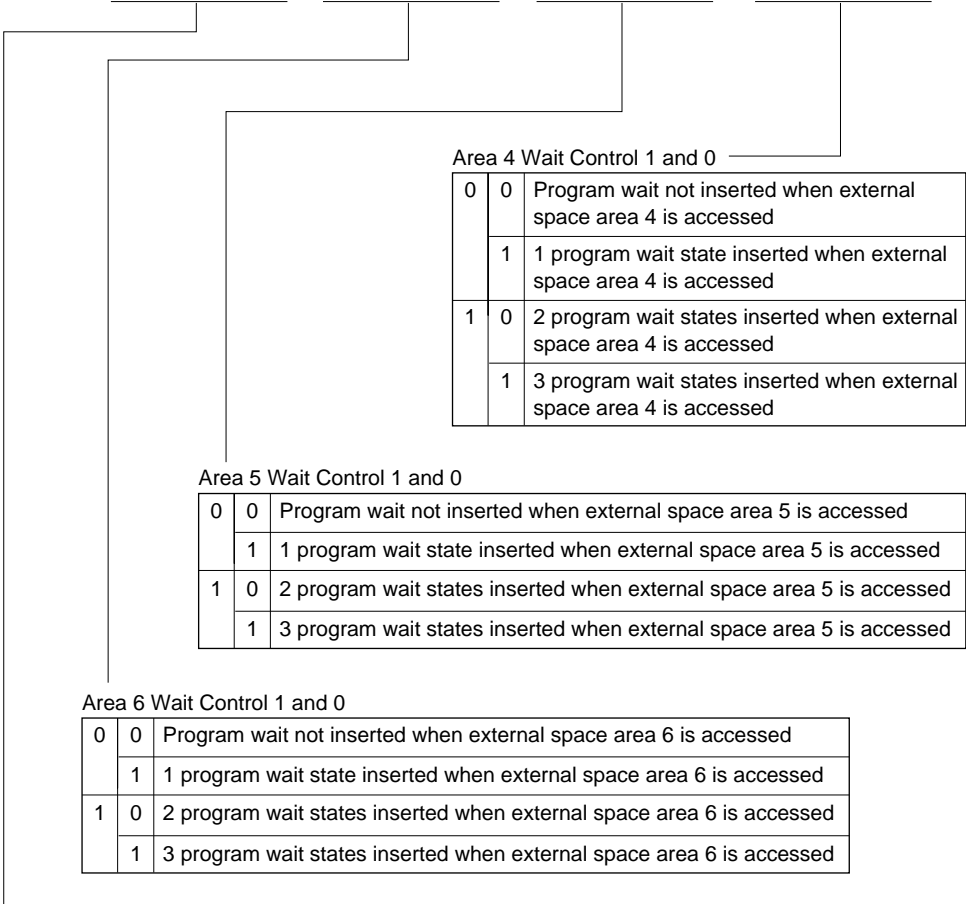 Area 4 Wait Control 1 and 0
0 0 Program wait not inserted when external
space area 4 is accessed
1 1 program wait state inserted when external
space area 4 is accessed
1 0 2 program wait states inserted when external
space area 4 is accessed
1 3 program wait states inserted when external
space area 4 is accessed
Area 5 Wait Control 1 and 0
0 0 Program wait not inserted when external space area 5 is accessed
1 1 program wait state inserted when external space area 5 is accessed
1 0 2 program wait states inserted when external space area 5 is accessed
1 3 program wait states inserted when external space area 5 is accessed
Area 6 Wait Control 1 and 0
0 0 Program wait not inserted when external space area 6 is accessed
1 1 program wait state inserted when external space area 6 is accessed
1 0 2 program wait states inserted when external space area 6 is accessed
1 3 program wait states inserted when external space area 6 is accessed